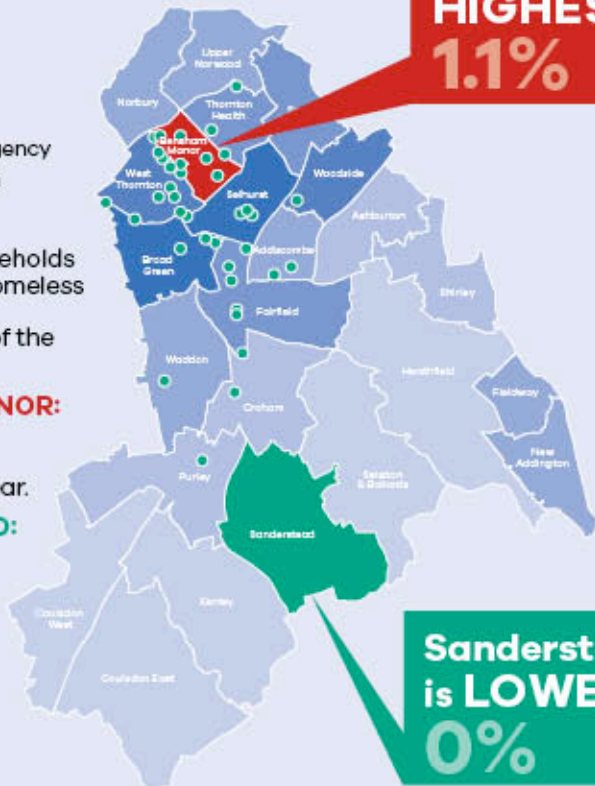 HIGHES
1.1%
gency
eholds
omeless
of the
NOR:
ar.
D:
Upper
Norwood
Norbury
Thornton
Heath
Bensham
Manor
West
Thornton
Selhurst
Woodside
Ashburton
Broad
Green
Addiscombe
Shirley
Fairfield
Waddon
Heathfield
Fieldway
Croham
New
Addington
Purley
Selsdon
& Ballards
Sanderstead
Coulsdon
West
Kenley
Coulsdon East
Sanderst
is LOWE
0%